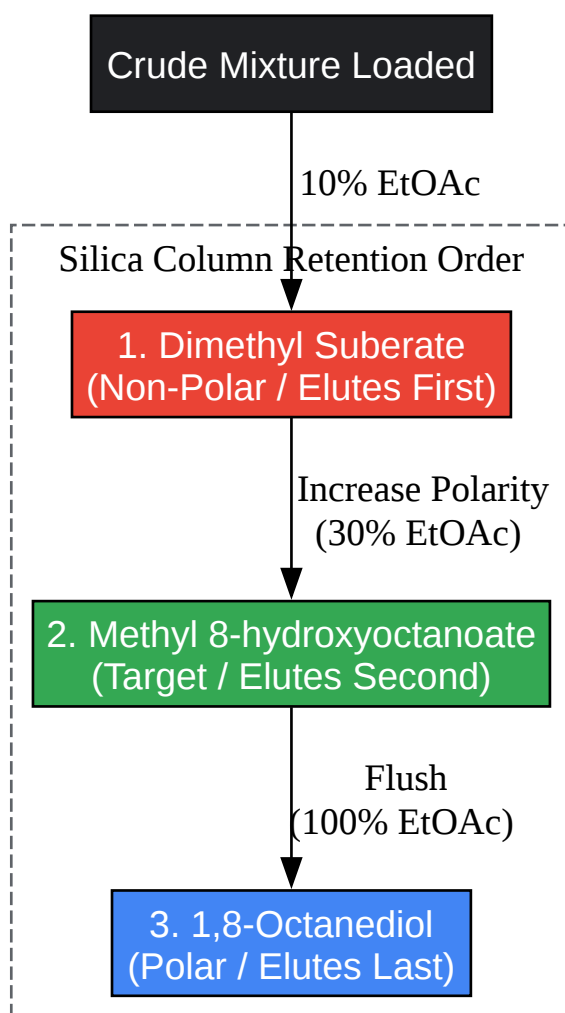 Crude Mixture Loaded
10% EtOAc
Silica Column Retention Order
1. Dimethyl Suberate
(Non-Polar / Elutes First)
Increase Polarity
(30% EtOAc)
2. Methyl 8-hydroxyoctanoate
(Target / Elutes Second)
Flush
(100% EtOAc)
3. 1,8-Octanediol
(Polar / Elutes Last)